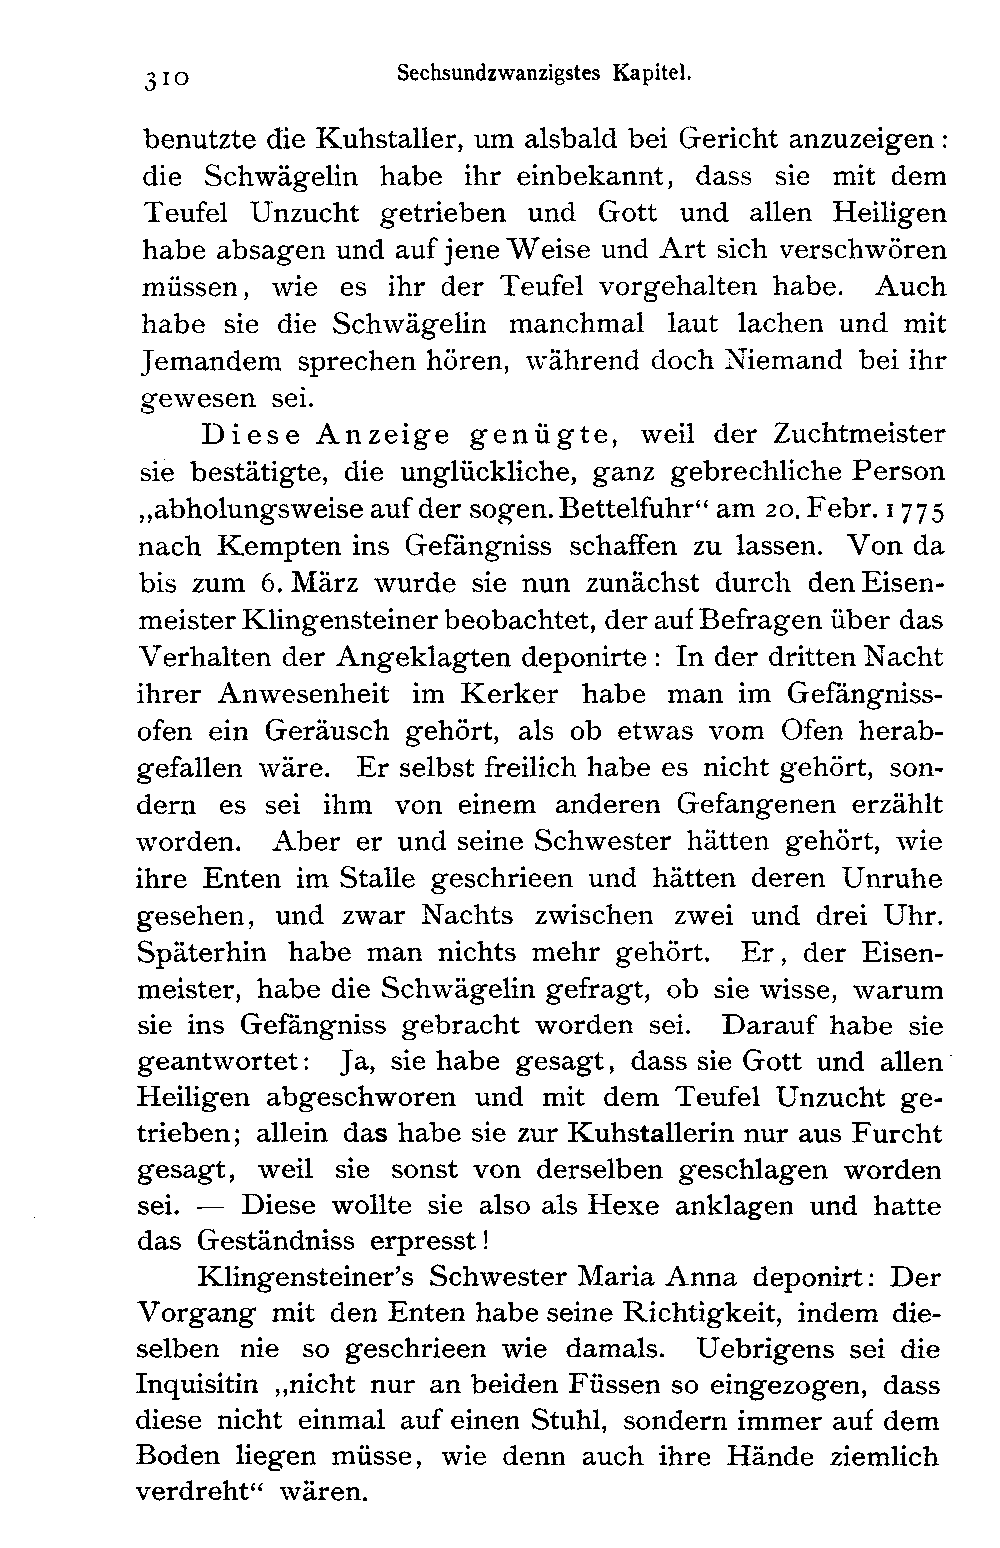 310 Sechsundzwanzigstes Kapitel.
benutzte die Kuhstaller, um alsbald bei Gericht anzuzeigen:
die Schwägelin habe ihr einbekannt, dass sie mit dem
Teufel Unzucht getrieben und Gott und allen Heiligen
habe absagen und auf jene Weise und Art sich verschwören
müssen, wie es ihr der Teufel vorgehalten habe. Auch
habe sie die Schwägelin manchmal laut lachen und mit
Jemandem sprechen hören, während doch Niemand bei ihr
gewesen sei.
Diese Anzeige genügte, weil der Zuchtmeister
sie bestätigte, die unglückliche, ganz gebrechliche Person
„abholungsweise auf der sogen. Bettelfuhr“ am 20. Febr. 1775
nach Kempten ins Gefängniss schaffen zu lassen. Von da
bis zum 6. März wurde sie nun zunächst durch den Eisen-
meister Klingensteiner beobachtet, der auf Befragen über das
Verhalten der Angeklagten deponirte: In der dritten Nacht
ihrer Anwesenheit im Kerker habe man im Gefängniss-
ofen ein Geräusch gehört, als ob etwas vom Ofen herab-
gefallen wäre. Er selbst freilich habe es nicht gehört, son-
dern es sei ihm von einem anderen Gefangenen erzählt
worden. Aber er und seine Schwester hätten gehört, wie
ihre Enten im Stalle geschrieen und hätten deren Unruhe
gesehen, und zwar Nachts zwischen zwei und drei Uhr.
Späterhin habe man nichts mehr gehört. Er, der Eisen-
meister, habe die Schwägelin gefragt, ob sie wisse, warum
sie ins Gefängniss gebracht worden sei. Darauf habe sie
geantwortet: Ja, sie habe gesagt, dass sie Gott und allen
Heiligen abgeschworen und mit dem Teufel Unzucht ge-
trieben; allein das habe sie zur Kuhstallerin nur aus Furcht
gesagt, weil sie sonst von derselben geschlagen worden
sei. — Diese wollte sie also als Hexe anklagen und hatte
das Geständniss erpresst!
Klingensteiner's Schwester Maria Anna deponirt: Der
Vorgang mit den Enten habe seine Richtigkeit, indem die-
selben nie so geschrieen wie damals. Uebrigens sei die
Inquisitin „nicht nur an beiden Füssen so eingezogen, dass
diese nicht einmal auf einen Stuhl, sondern immer auf dem
Boden liegen müsse, wie denn auch ihre Hände ziemlich
verdreht“ wären.